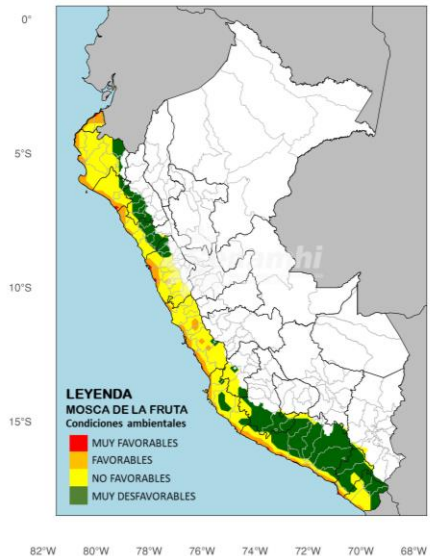 0°
5°S
10°S
15°S
LEYENDA
MOSCA DE LA FRUTA
Condiciones ambientales
MUY FAVORABLES
FAVORABLES
NO FAVORABLES
MUY DESFAVORABLES
82°W 80°W 78°W 76°W 74°W 72°W 70°W 68°W